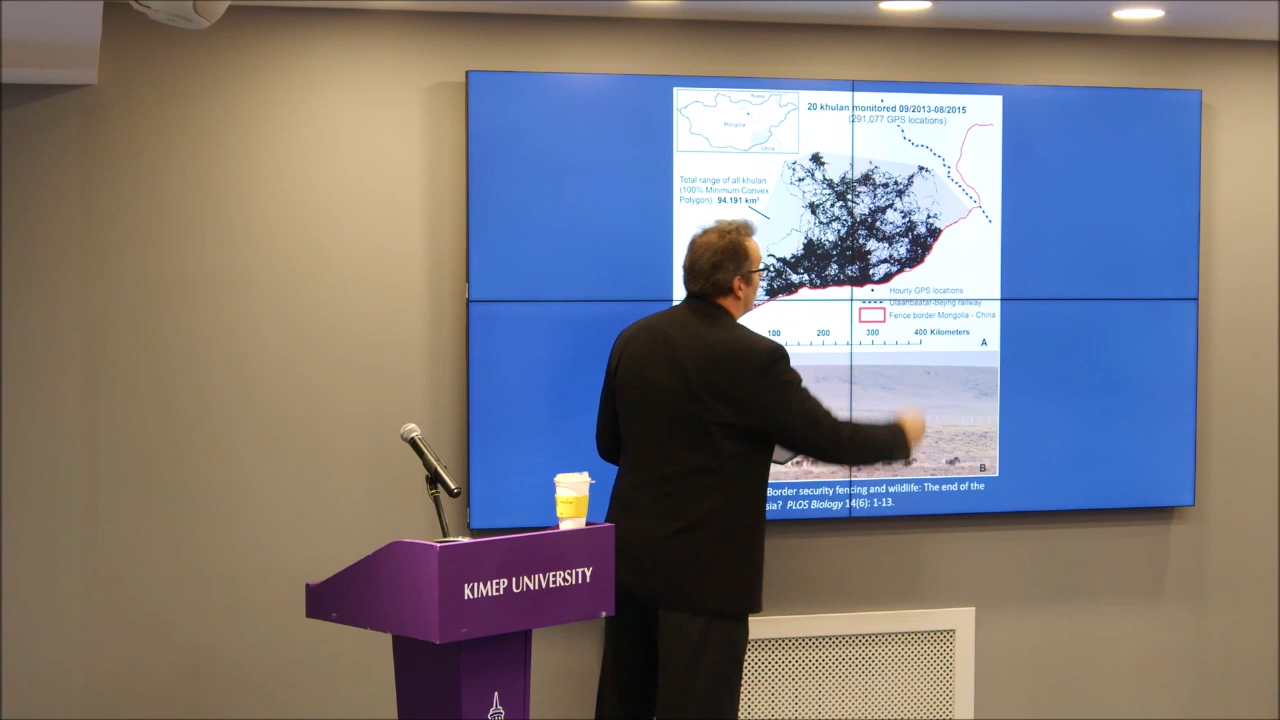 20 khulan monitored 09/2013-08/2015
(291,077 GPS locations)
Russia
Mongolia
China
Total range of all khulan
(100% Minimum Convex
Polygon): 94.191 km²
Hourly GPS locations
Ulaanbaatar-Beijing railway
Fence border Mongolia - China
100 200 300 400 Kilometers
A
B
Border security fencing and wildlife: The end of the
sia? PLOS Biology 14(6): 1-13.
KIMEP UNIVERSITY